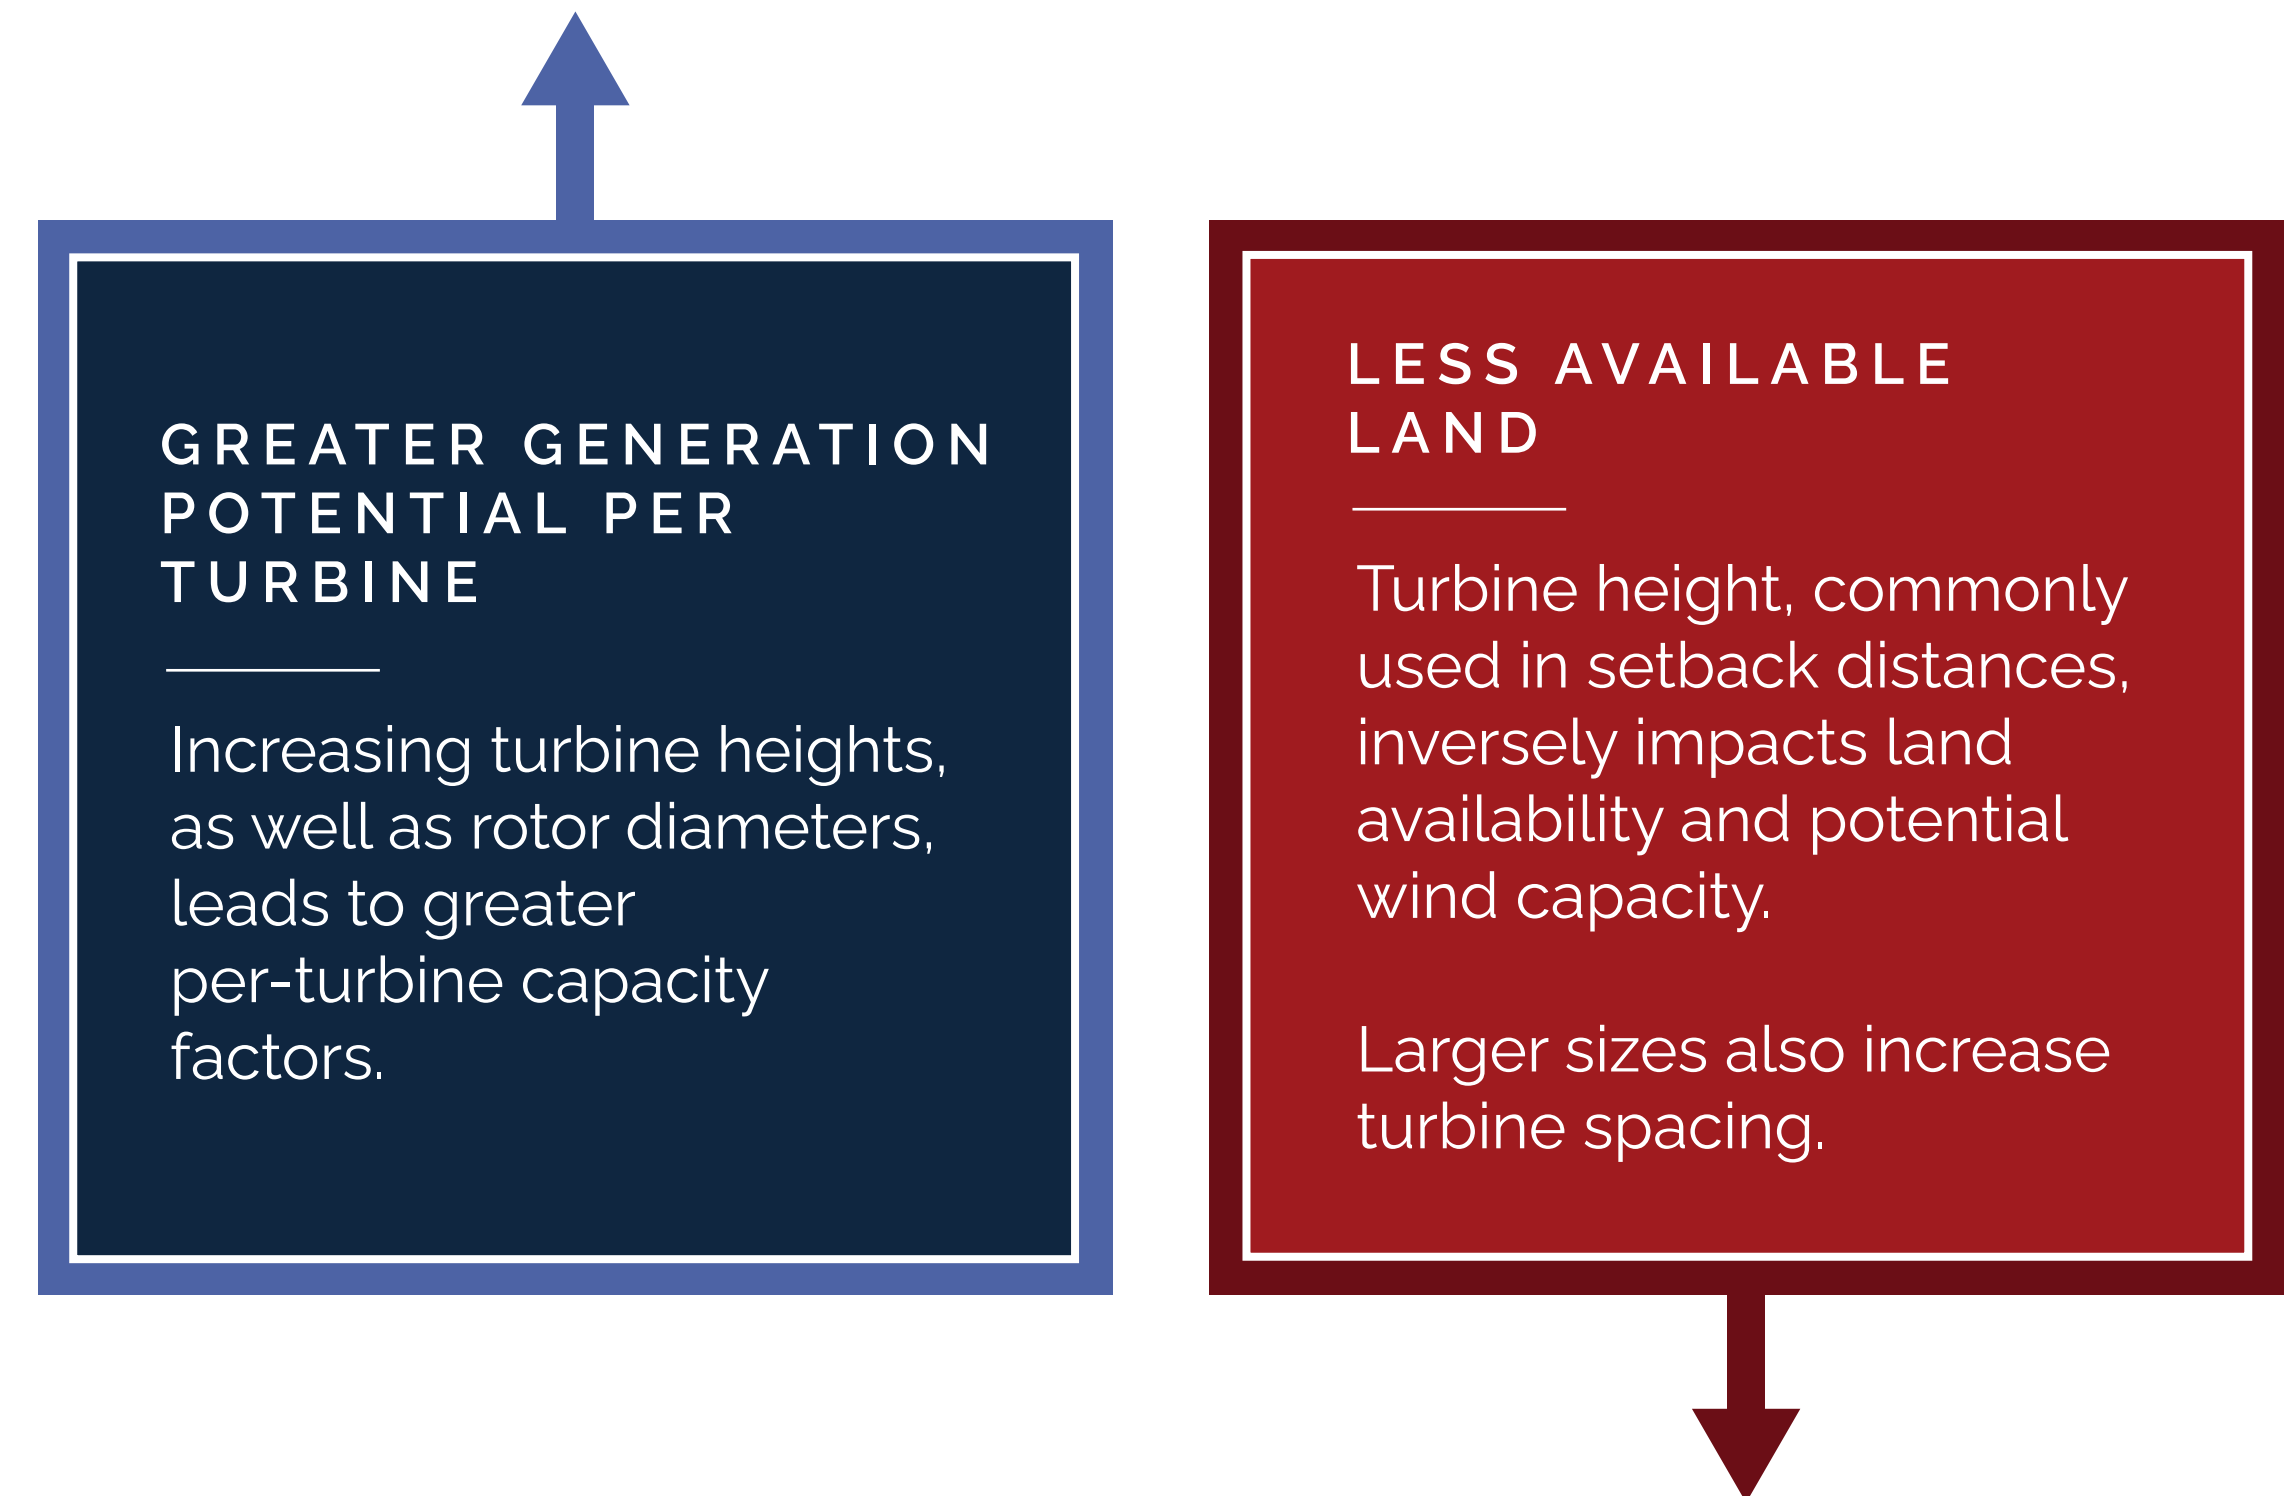 GREATER GENERATION
POTENTIAL PER
TURBINE
Increasing turbine heights,
as well as rotor diameters,
leads to greater
per-turbine capacity
factors.
LESS AVAILABLE
LAND
Turbine height, commonly
used in setback distances,
inversely impacts land
availability and potential
wind capacity.
Larger sizes also increase
turbine spacing.